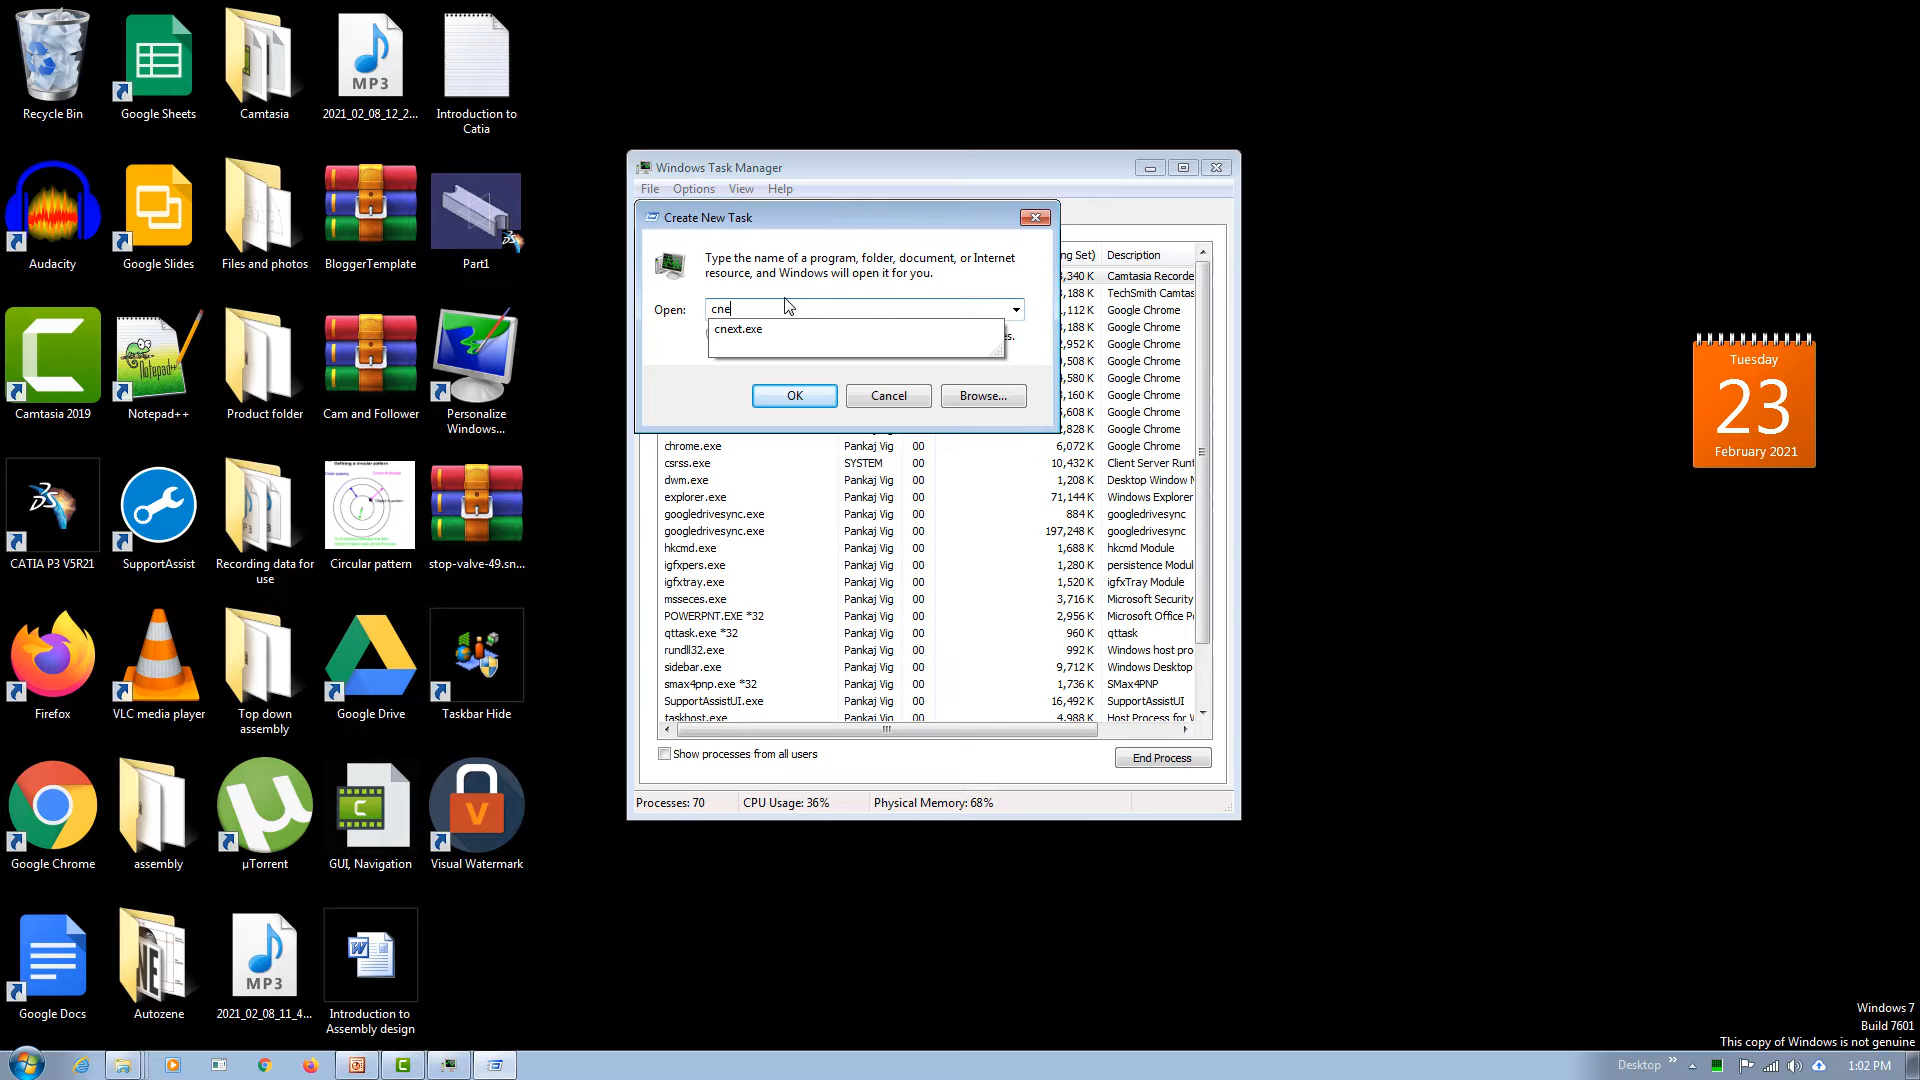 Recycle Bin
Google Sheets
Camtasia
MP3
2021_02_08_12_2...
Introduction to
Catia
Audacity
Google Slides
Files and photos
BloggerTemplate
Part1
Camtasia 2019
Notepad++
Product folder
Cam and Follower
Personalize
Windows...
CATIA P3 V5R21
SupportAssist
Recording data for
use
Defining a circular pattern
Circular pattern
stop-valve-49.sn...
Firefox
VLC media player
Top down
assembly
Google Drive
Taskbar Hide
Google Chrome
assembly
µTorrent
GUI, Navigation
Visual Watermark
Google Docs
Autozene
MP3
2021_02_08_11_4...
Introduction to
Assembly design
Windows Task Manager
File Options View Help
Create New Task
Type the name of a program, folder, document, or Internet
resource, and Windows will open it for you.
Open: cne
cnext.exe
es.
OK Cancel Browse...
ng Set) Description
,340 K Camtasia Recorde
,188 K TechSmith Camtas
,112 K Google Chrome
,188 K Google Chrome
,952 K Google Chrome
,508 K Google Chrome
,580 K Google Chrome
,160 K Google Chrome
,608 K Google Chrome
,828 K Google Chrome
chrome.exe Pankaj Vig 00 6,072 K Google Chrome
csrss.exe SYSTEM 00 10,432 K Client Server Runt
dwm.exe Pankaj Vig 00 1,208 K Desktop Window M
explorer.exe Pankaj Vig 00 71,144 K Windows Explorer
googledrivesync.exe Pankaj Vig 00 884 K googledrivesync
googledrivesync.exe Pankaj Vig 00 197,248 K googledrivesync
hkcmd.exe Pankaj Vig 00 1,688 K hkcmd Module
igfxpers.exe Pankaj Vig 00 1,280 K persistence Modul
igfxtray.exe Pankaj Vig 00 1,520 K igfxTray Module
msseces.exe Pankaj Vig 00 3,716 K Microsoft Security
POWERPNT.EXE *32 Pankaj Vig 00 2,956 K Microsoft Office P
qttask.exe *32 Pankaj Vig 00 960 K qttask
rundll32.exe Pankaj Vig 00 992 K Windows host pro
sidebar.exe Pankaj Vig 00 9,712 K Windows Desktop
smax4pnp.exe *32 Pankaj Vig 00 1,736 K SMax4PNP
SupportAssistUI.exe Pankaj Vig 00 16,492 K SupportAssistUI
taskhost.exe Pankaj Vig 00 4,988 K Host Process for W
Show processes from all users
End Process
Processes: 70 CPU Usage: 36% Physical Memory: 68%
Tuesday
23
February 2021
Windows 7
Build 7601
This copy of Windows is not genuine
Desktop
1:02 PM